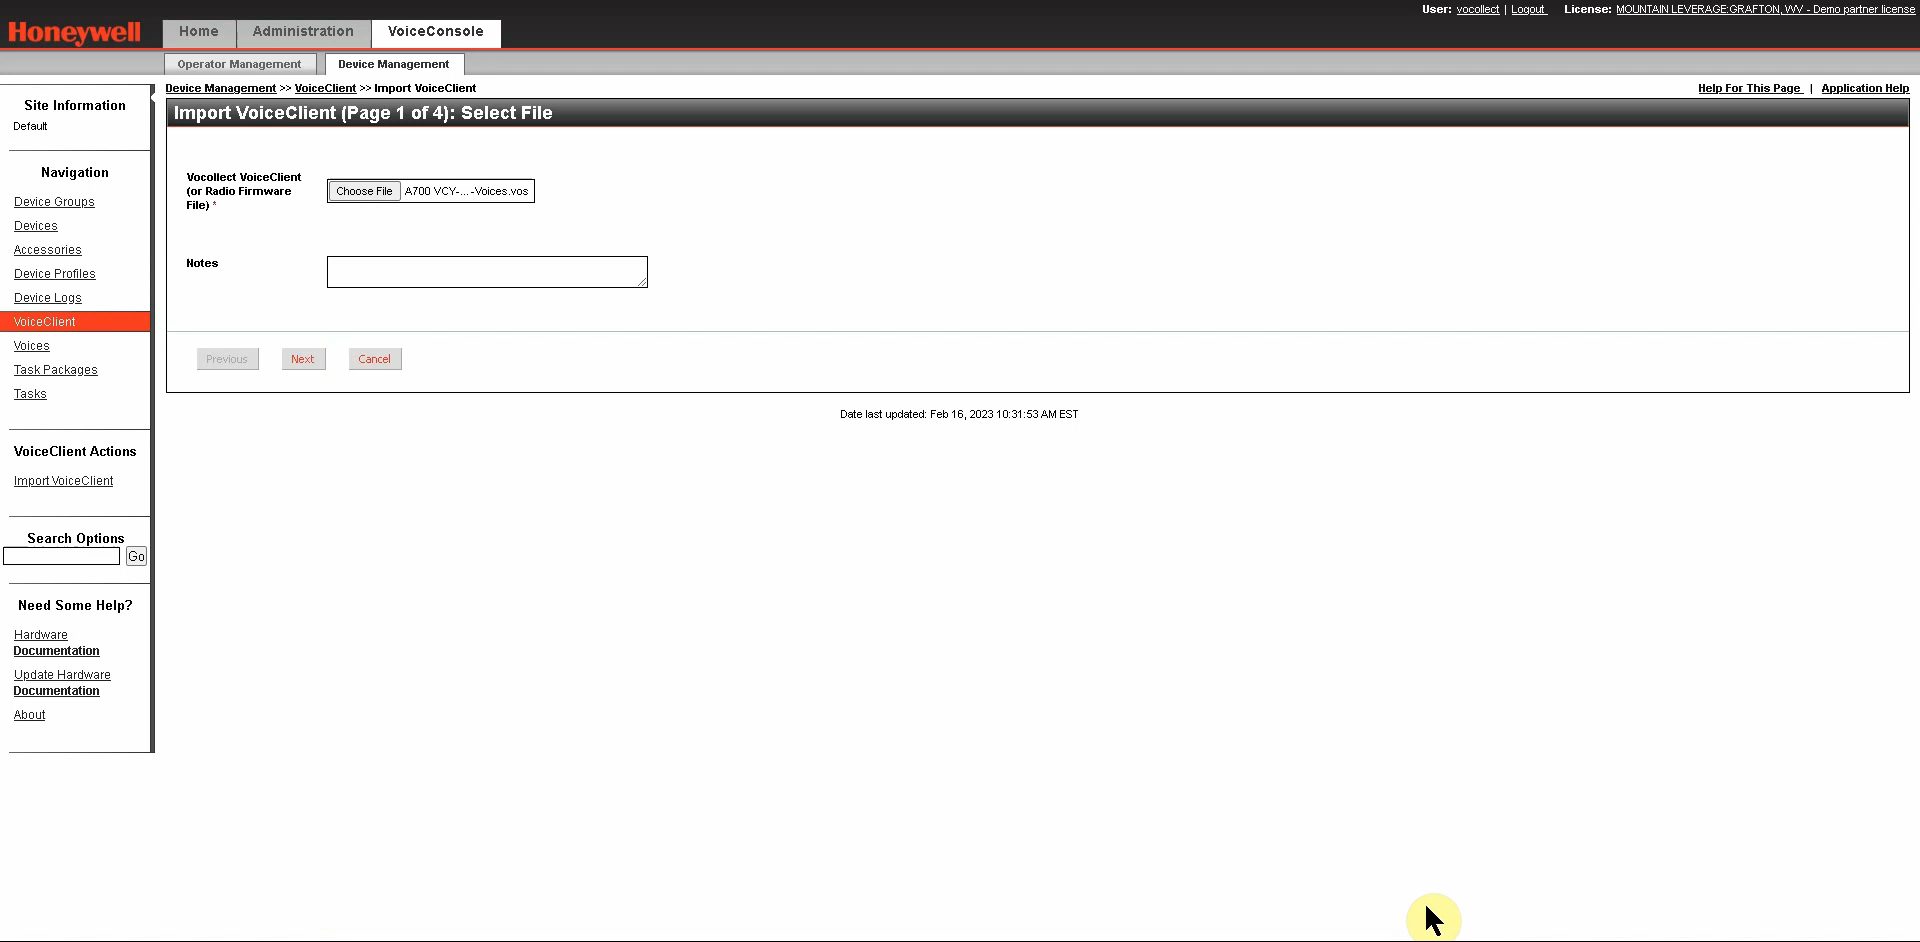 User: vocollect | Logout License: MOUNTAIN LEVERAGE:GRAFTON, WV - Demo partner license
Honeywell
Home Administration VoiceConsole
Operator Management Device Management
Device Management >> VoiceClient >> Import VoiceClient
Help For This Page | Application Help
Site Information
Default
Navigation
Device Groups
Devices
Accessories
Device Profiles
Device Logs
VoiceClient
Voices
Task Packages
Tasks
VoiceClient Actions
Import VoiceClient
Search Options
Go
Need Some Help?
Hardware
Documentation
Update Hardware
Documentation
About
Import VoiceClient (Page 1 of 4): Select File
Vocollect VoiceClient
(or Radio Firmware
File) *
Choose File A700 VCY-...-Voices.vos
Notes
Previous Next Cancel
Date last updated: Feb 16, 2023 10:31:53 AM EST